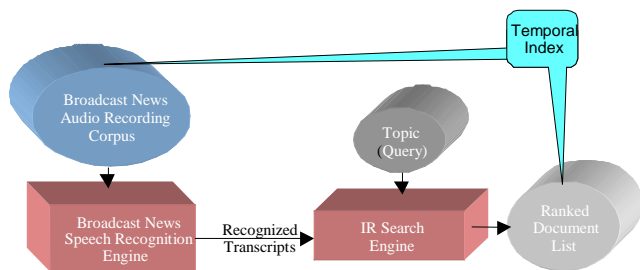 Temporal
Index
Broadcast News
Audio Recording
Corpus
Topic
(Query)
Broadcast News
Speech Recognition
Engine
Recognized
Transcripts
IR Search
Engine
Ranked
Document
List